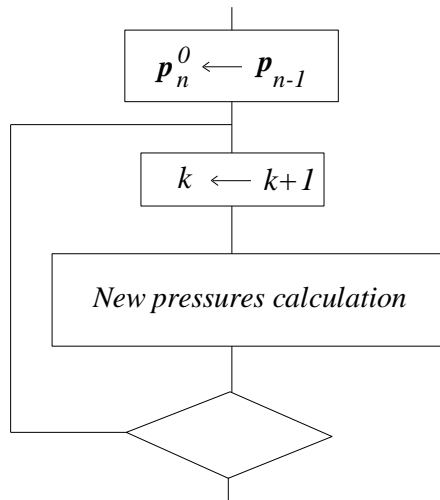 p_n^0 ← p_{n-1}
k ← k+1
New pressures calculation